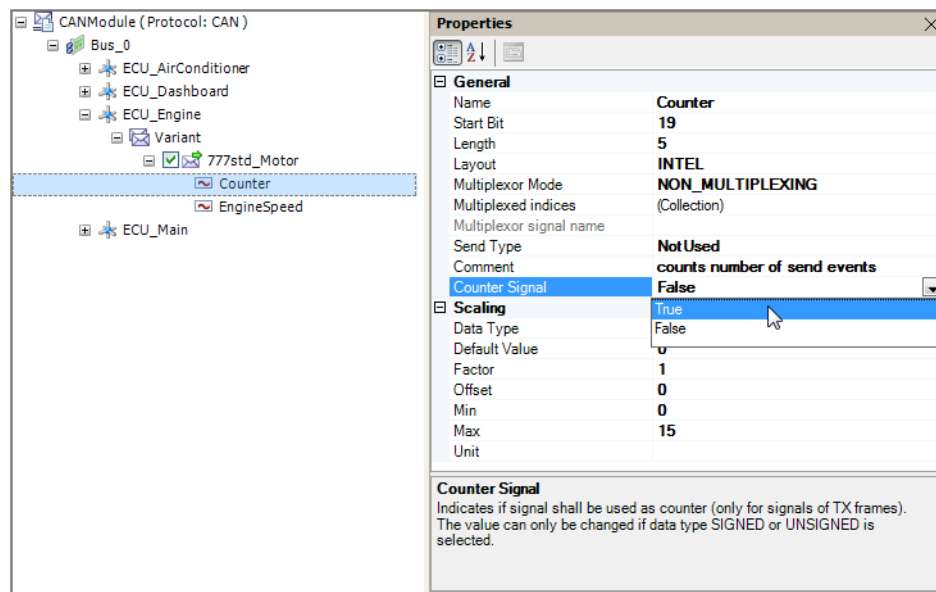 CANModule ( Protocol: CAN )
Bus_0
ECU_AirConditioner
ECU_Dashboard
ECU_Engine
Variant
777std_Motor
Counter
EngineSpeed
ECU_Main
Properties
General
Name Counter
Start Bit 19
Length 5
Layout INTEL
Multiplexor Mode NON_MULTIPLEXING
Multiplexed indices (Collection)
Multiplexor signal name
Send Type NotUsed
Comment counts number of send events
Counter Signal False
True
False
Scaling
Data Type
Default Value 0
Factor 1
Offset 0
Min 0
Max 15
Unit
Counter Signal
Indicates if signal shall be used as counter (only for signals of TX frames).
The value can only be changed if data type SIGNED or UNSIGNED is
selected.